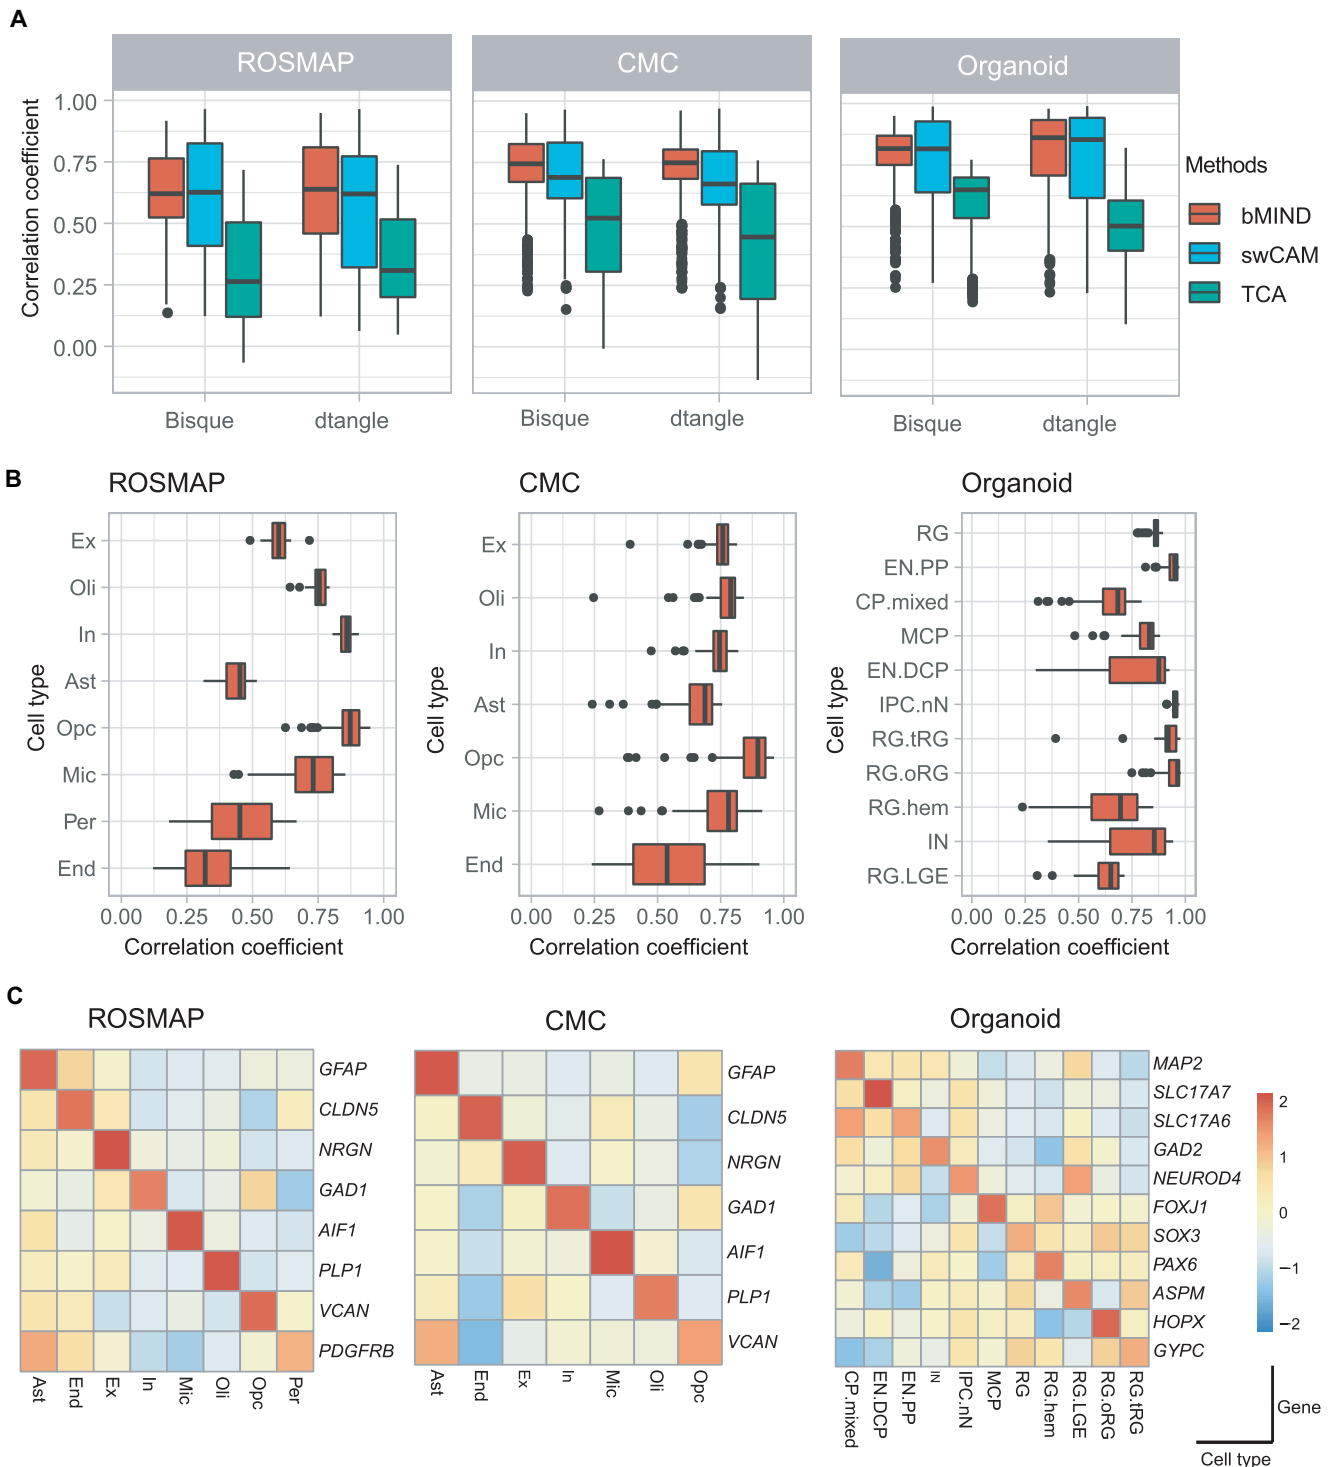 A
ROSMAP
CMC
Organoid
Correlation coefficient
1.00
0.75
0.50
0.25
0.00
Bisque
dtangle
Bisque
dtangle
Bisque
dtangle
Methods
bMIND
swCAM
TCA
B
ROSMAP
CMC
Organoid
Cell type
Ex
Oli
In
Ast
Opc
Mic
Per
End
0.00 0.25 0.50 0.75 1.00
Correlation coefficient
Cell type
Ex
Oli
In
Ast
Opc
Mic
End
0.00 0.25 0.50 0.75 1.00
Correlation coefficient
Cell type
RG
EN.PP
CP.mixed
MCP
EN.DCP
IPC.nN
RG.tRG
RG.oRG
RG.hem
IN
RG.LGE
0.00 0.25 0.50 0.75 1.00
Correlation coefficient
C
ROSMAP
CMC
Organoid
GFAP
CLDN5
NRGN
GAD1
AIF1
PLP1
VCAN
PDGFRB
Ast
End
Ex
In
Mic
Oli
Opc
Per
GFAP
CLDN5
NRGN
GAD1
AIF1
PLP1
VCAN
Ast
End
Ex
In
Mic
Oli
Opc
MAP2
SLC17A7
SLC17A6
GAD2
NEUROD4
FOXJ1
SOX3
PAX6
ASPM
HOPX
GYPC
CP.mixed
EN.DCP
EN.PP
IN
IPC.nN
MCP
RG
RG.hem
RG.LGE
RG.oRG
RG.tRG
2
1
0
−1
−2
Gene
Cell type